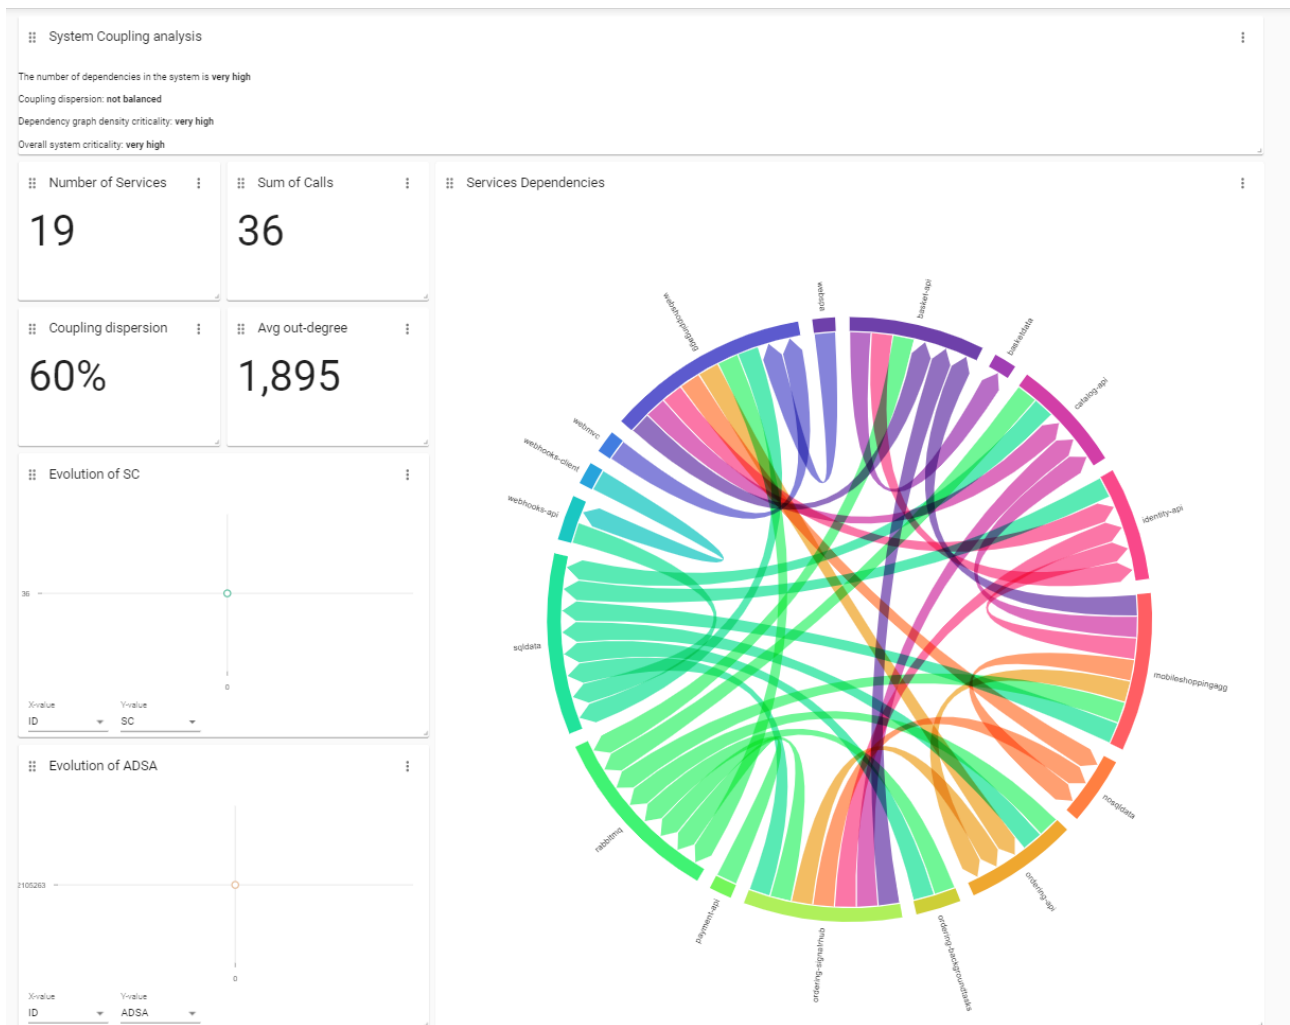 System Coupling analysis
The number of dependencies in the system is very high
Coupling dispersion: not balanced
Dependency graph density criticality: very high
Overall system criticality: very high
Number of Services
19
Sum of Calls
36
Coupling dispersion
60%
Avg out-degree
1,895
Evolution of SC
36
0
X-value
ID
Y-value
SC
Evolution of ADSA
2105263
0
X-value
ID
Y-value
ADSA
Services Dependencies
webspa
basket-api
basketdata
catalog-api
identity-api
mobileshoppingagg
nosqldata
ordering-api
ordering-backgroundtasks
ordering-signalrhub
payment-api
rabbitmq
sqldata
webhooks-api
webhooks-client
webmvc
webshoppingagg